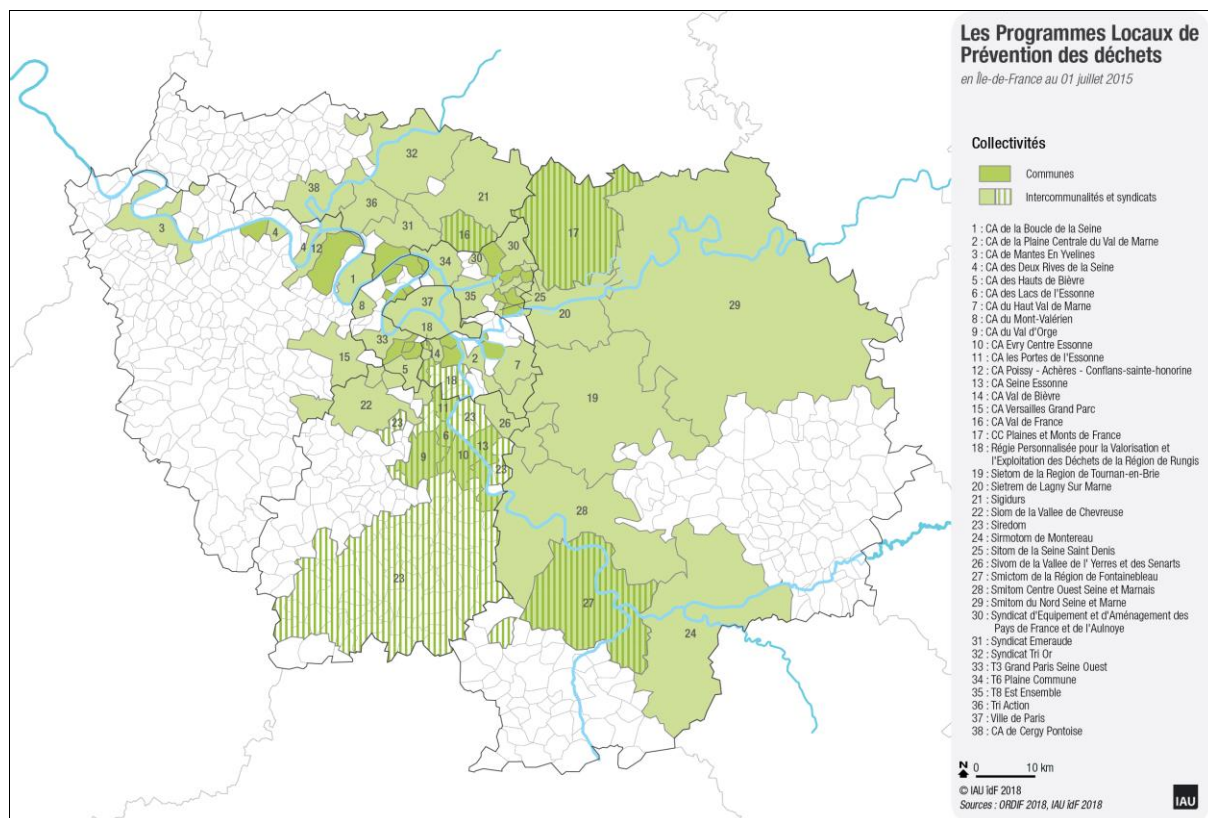 Les Programmes Locaux de
Prévention des déchets
en Île-de-France au 01 juillet 2015
Collectivités
Communes
Intercommunalités et syndicats
1 : CA de la Boucle de la Seine
2 : CA de la Plaine Centrale du Val de Marne
3 : CA de Mantes En Yvelines
4 : CA des Deux Rives de la Seine
5 : CA des Hauts de Bièvre
6 : CA des Lacs de l'Essonne
7 : CA du Haut Val de Marne
8 : CA du Mont-Valérien
9 : CA du Val d'Orge
10 : CA Evry Centre Essonne
11 : CA les Portes de l'Essonne
12 : CA Poissy - Achères - Conflans-sainte-honorine
13 : CA Seine Essonne
14 : CA Val de Bièvre
15 : CA Versailles Grand Parc
16 : CA Val de France
17 : CC Plaines et Monts de France
18 : Régie Personnalisée pour la Valorisation et
l'Exploitation des Déchets de la Région de Rungis
19 : Sietom de la Region de Tournan-en-Brie
20 : Sietrem de Lagny Sur Marne
21 : Sigidurs
22 : Siom de la Vallee de Chevreuse
23 : Siredom
24 : Sirmotom de Montereau
25 : Sitom de la Seine Saint Denis
26 : Sivom de la Vallee de l' Yerres et des Senarts
27 : Smictom de la Région de Fontainebleau
28 : Smitom Centre Ouest Seine et Marnais
29 : Smitom du Nord Seine et Marne
30 : Syndicat d'Equipement et d'Aménagement des
Pays de France et de l'Aulnoye
31 : Syndicat Emeraude
32 : Syndicat Tri Or
33 : T3 Grand Paris Seine Ouest
34 : T6 Plaine Commune
35 : T8 Est Ensemble
36 : Tri Action
37 : Ville de Paris
38 : CA de Cergy Pontoise
N 0 10 km
© IAU îdF 2018
Sources : ORDIF 2018, IAU îdF 2018
IAU
32
38
36
21
31
16
17
3
4
4
12
30
34
30
1
29
35
25
37
8
20
18
33
14
2
15
7
5
18
19
22
11
23
23
26
6
13
9
10
23
28
23
27
24